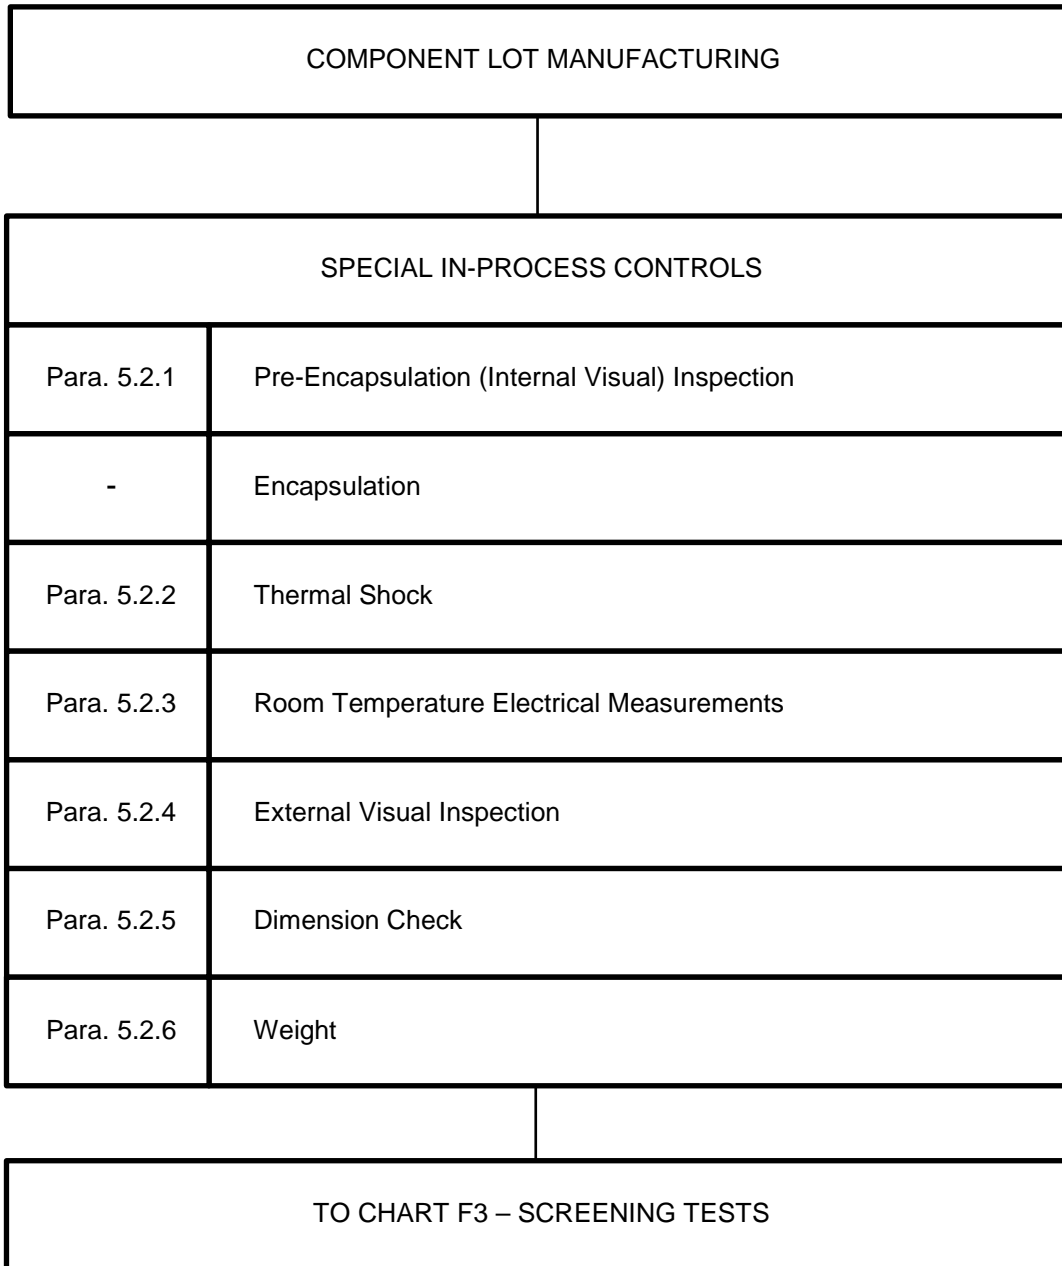 COMPONENT LOT MANUFACTURING
SPECIAL IN-PROCESS CONTROLS
Para. 5.2.1 Pre-Encapsulation (Internal Visual) Inspection
- Encapsulation
Para. 5.2.2 Thermal Shock
Para. 5.2.3 Room Temperature Electrical Measurements
Para. 5.2.4 External Visual Inspection
Para. 5.2.5 Dimension Check
Para. 5.2.6 Weight
TO CHART F3 – SCREENING TESTS